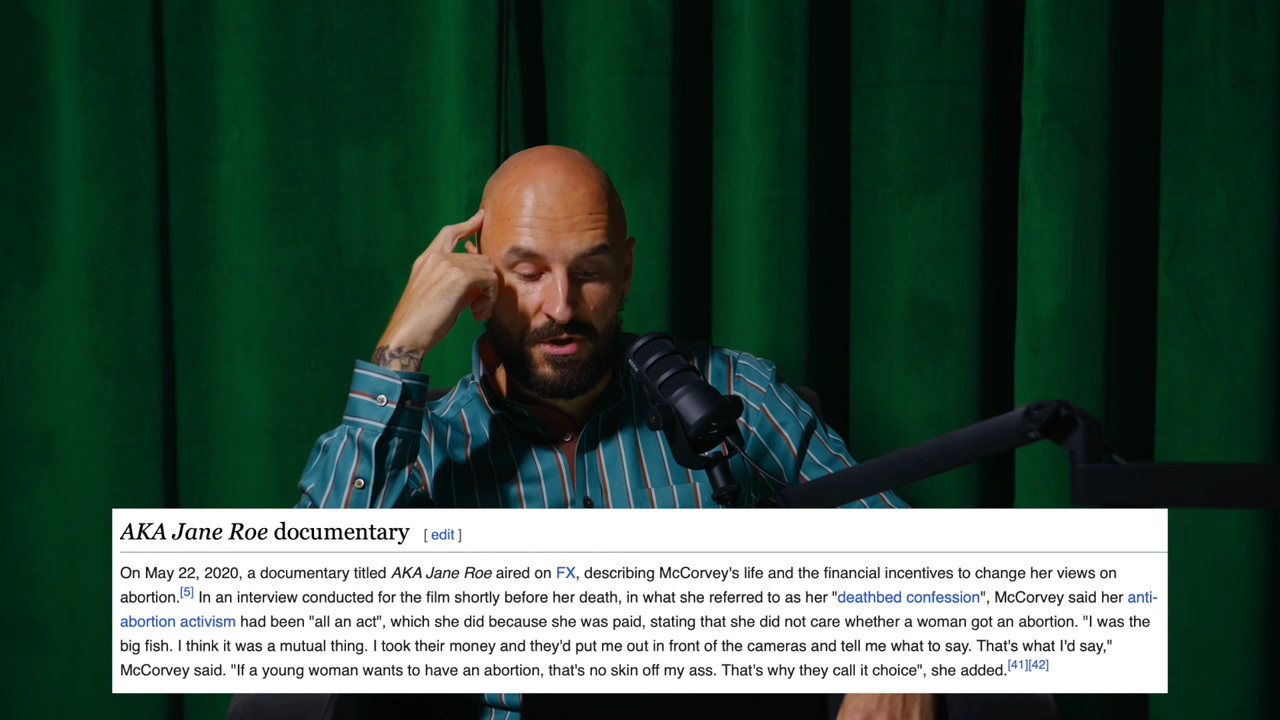 AKA Jane Roe documentary [ edit ]
On May 22, 2020, a documentary titled AKA Jane Roe aired on FX, describing McCorvey's life and the financial incentives to change her views on
abortion.[5] In an interview conducted for the film shortly before her death, in what she referred to as her "deathbed confession", McCorvey said her anti-
abortion activism had been "all an act", which she did because she was paid, stating that she did not care whether a woman got an abortion. "I was the
big fish. I think it was a mutual thing. I took their money and they'd put me out in front of the cameras and tell me what to say. That's what I'd say,"
McCorvey said. "If a young woman wants to have an abortion, that's no skin off my ass. That's why they call it choice", she added.[41][42]